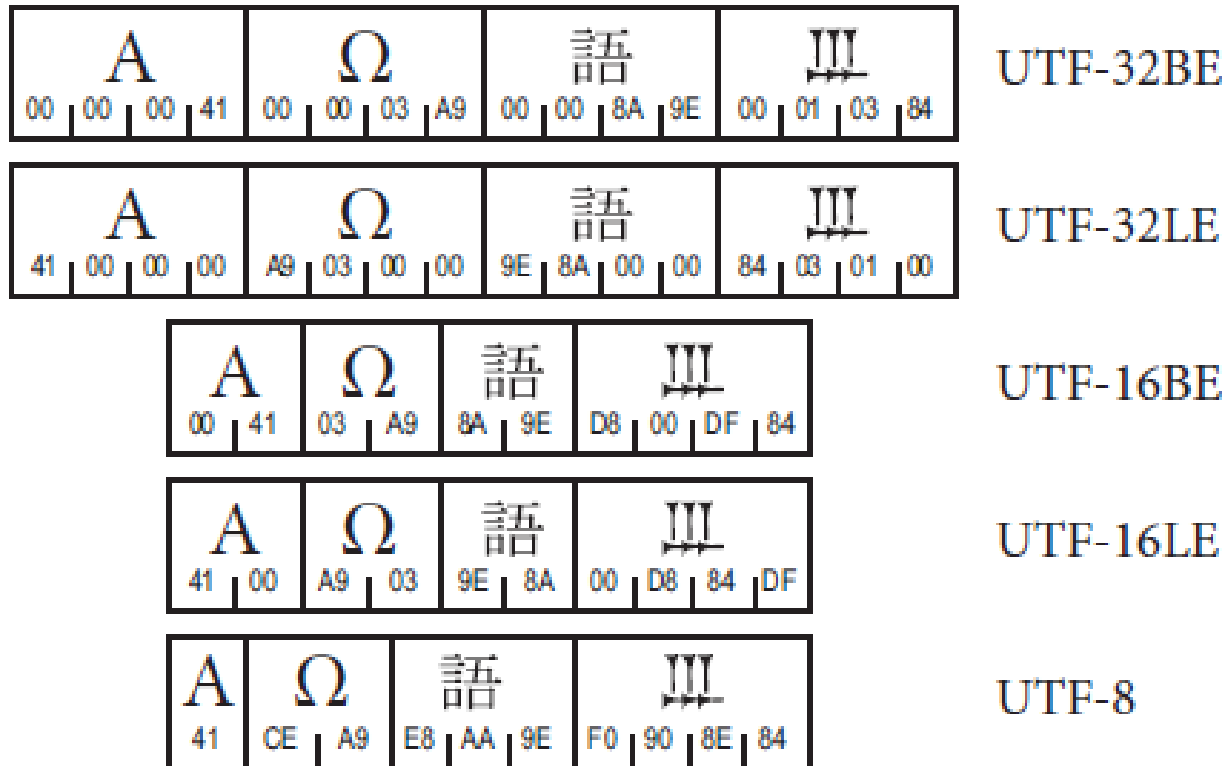 A Ω 語 𐎄 UTF-32BE
00 00 00 41 00 00 03 A9 00 00 8A 9E 00 01 03 84
A Ω 語 𐎄 UTF-32LE
41 00 00 00 A9 03 00 00 9E 8A 00 00 84 03 01 00
A Ω 語 𐎄 UTF-16BE
00 41 03 A9 8A 9E D8 00 DF 84
A Ω 語 𐎄 UTF-16LE
41 00 A9 03 9E 8A 00 D8 84 DF
A Ω 語 𐎄 UTF-8
41 CE A9 E8 AA 9E F0 90 8E 84